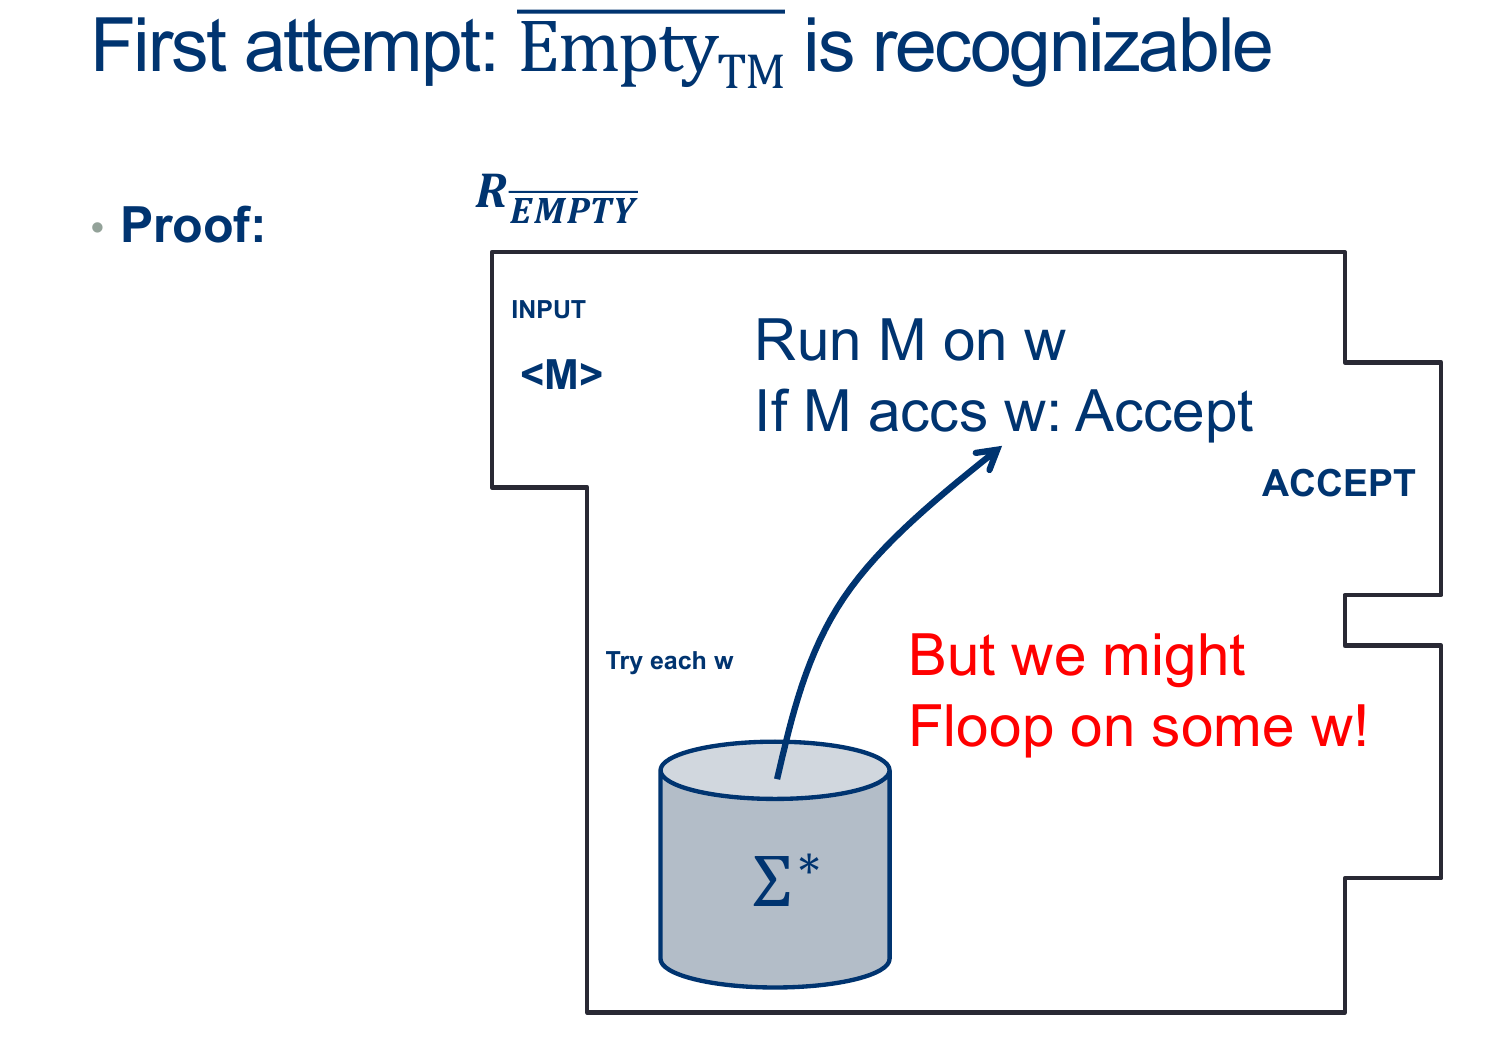 First attempt: $\overline{\text{Empty}_{\text{TM}}}$ is recognizable
$R_{\overline{EMPTY}}$
• Proof:
INPUT
<M>
Run M on w
If M accs w: Accept
ACCEPT
Try each w
But we might
Floop on some w!
Σ*